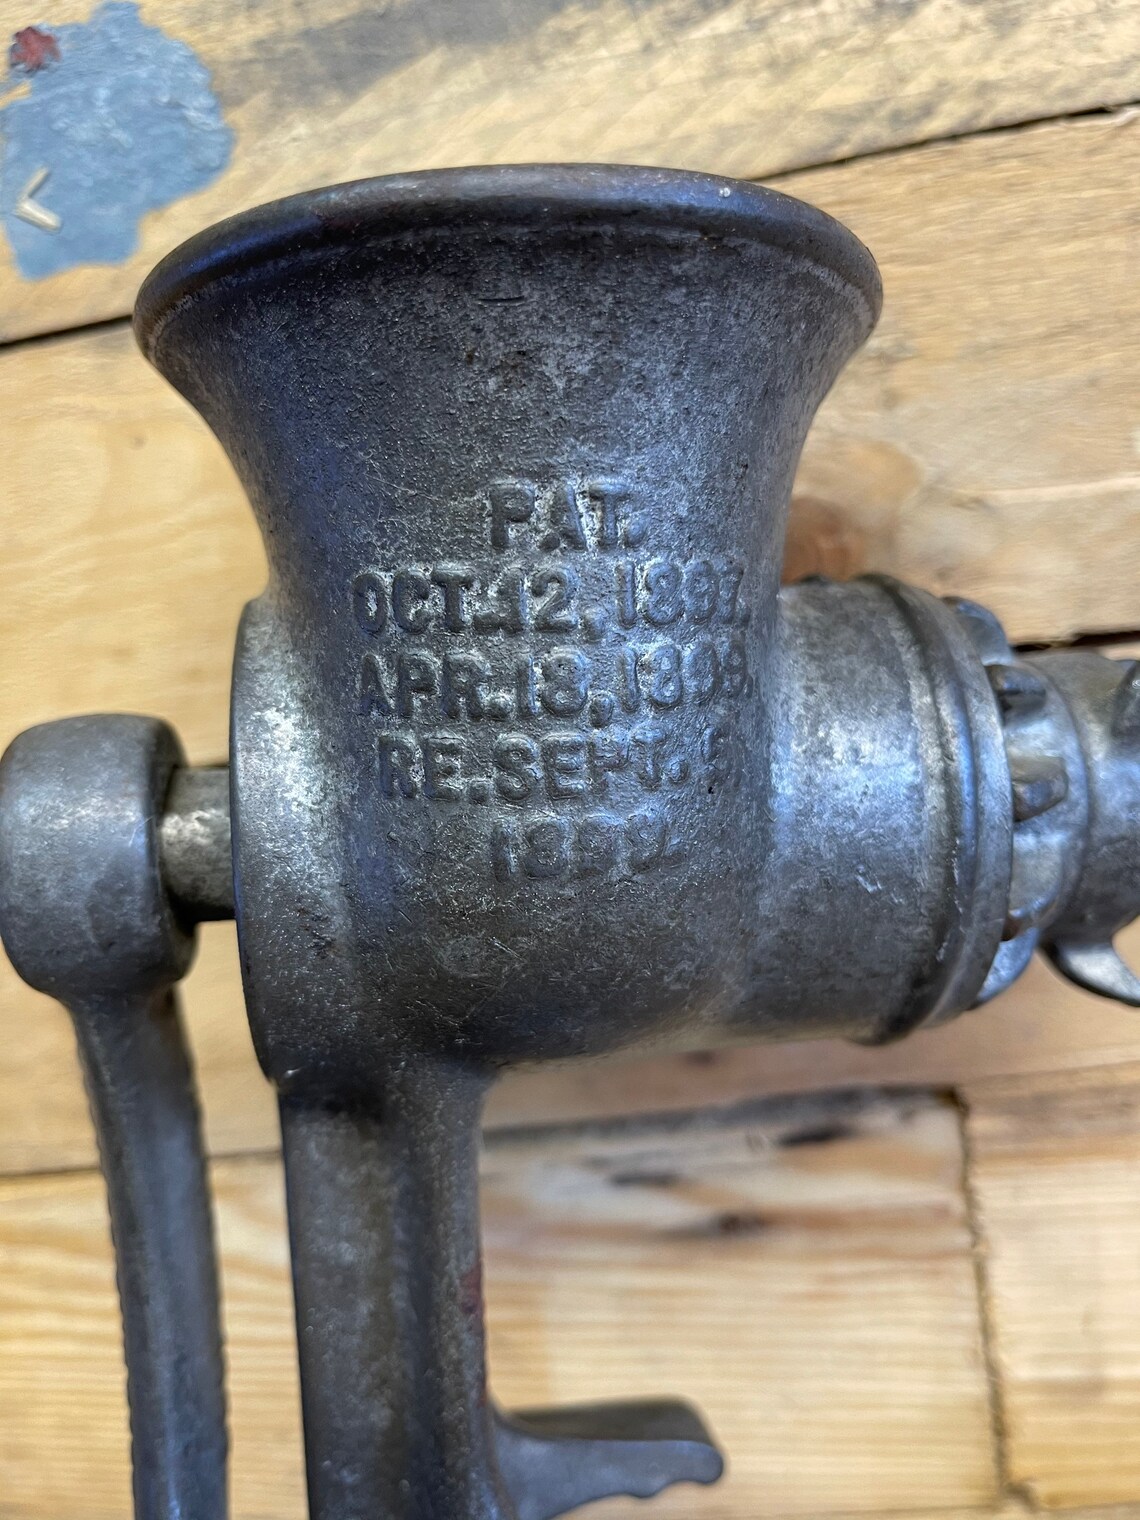 PAT.
OCT.12,1897.
APR.18,1899.
RE.SEPT.5,
1899.